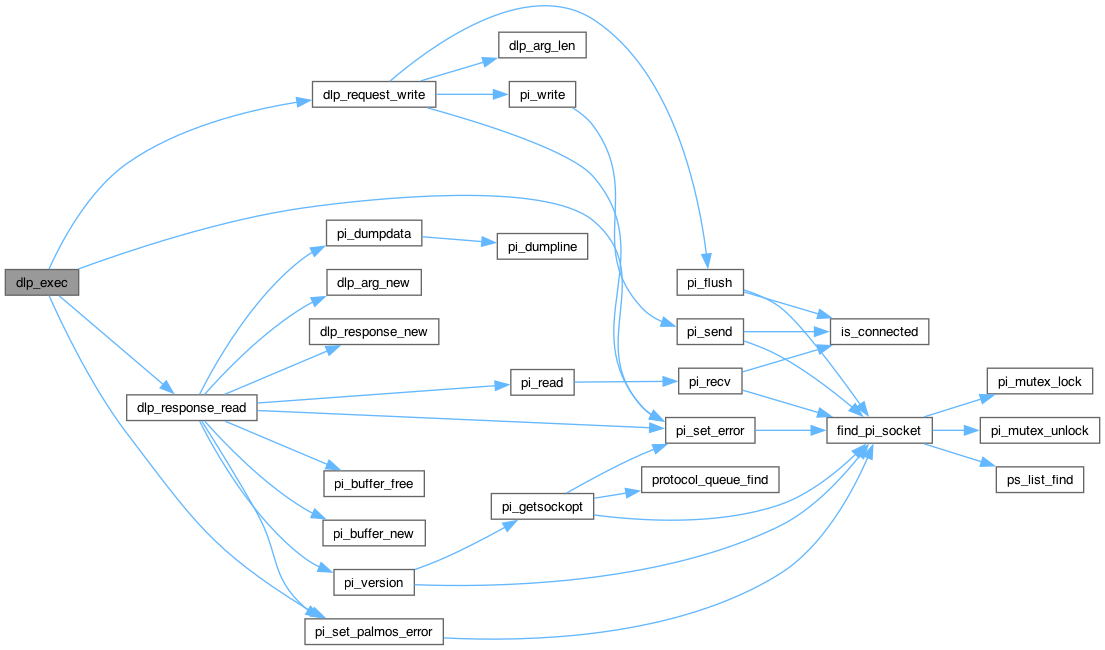 dlp_arg_len
dlp_request_write
pi_write
pi_dumpdata
pi_dumpline
dlp_exec
dlp_arg_new
pi_flush
dlp_response_new
pi_send
is_connected
pi_read
pi_recv
pi_mutex_lock
dlp_response_read
pi_set_error
find_pi_socket
pi_mutex_unlock
pi_buffer_free
protocol_queue_find
ps_list_find
pi_getsockopt
pi_buffer_new
pi_version
pi_set_palmos_error